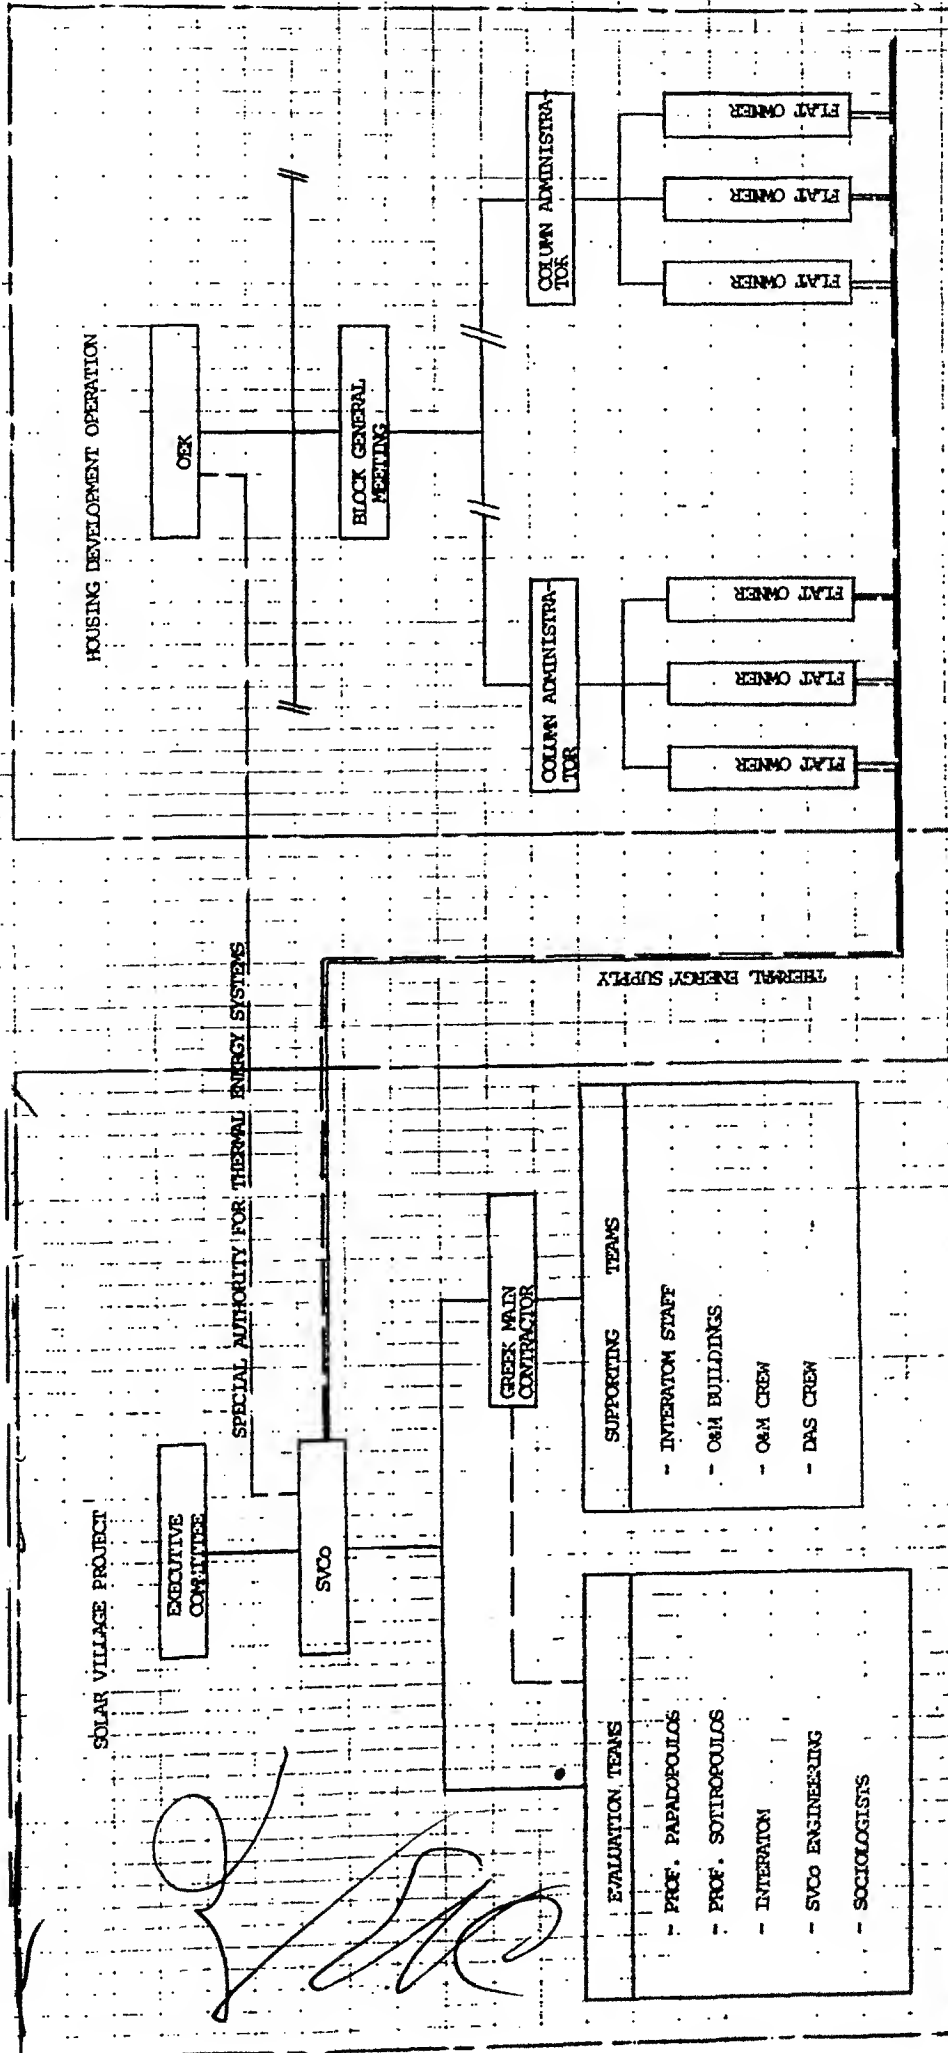 SOLAR VILLAGE PROJECT
EXECUTIVE
COMMITTEE
SPECIAL AUTHORITY FOR THERMAL ENERGY SYSTEMS
SVCo
GREEK MAIN
CONTRACTOR
EVALUATION TEAMS
- PROF. PAPADOPOULOS
- PROF. SOTIROPOULOS
- INTERATOM
- SVCo ENGINEERING
- SOCIOLOGISTS
SUPPORTING TEAMS
- INTERATOM STAFF
- O&M BUILDINGS
- O&M CREW
- DAS CREW
THERMAL ENERGY SUPPLY
HOUSING DEVELOPMENT OPERATION
OEK
BLOCK GENERAL
MEETING
COLUMN ADMINISTRA-
TOR
COLUMN ADMINISTRA-
TOR
FLAT OWNER
FLAT OWNER
FLAT OWNER
FLAT OWNER
FLAT OWNER
FLAT OWNER